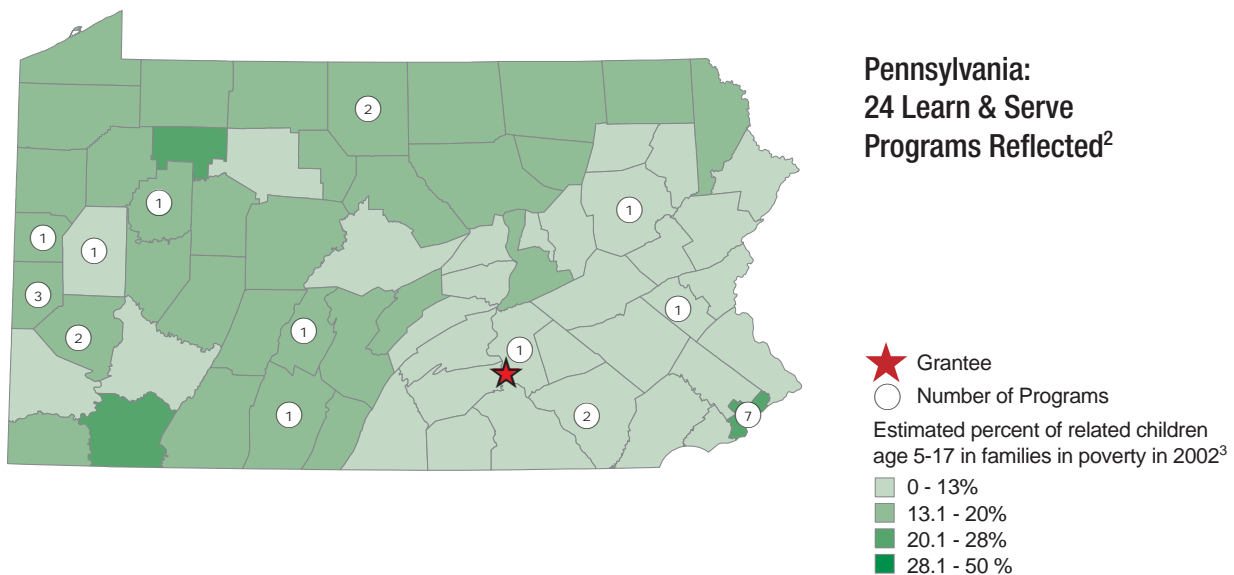 Pennsylvania:
24 Learn & Serve
Programs Reflected2
2
1
1
1
1
3
1
2
1
1
1
2
7
Grantee
Number of Programs
Estimated percent of related children
age 5-17 in families in poverty in 20023
0 - 13%
13.1 - 20%
20.1 - 28%
28.1 - 50 %